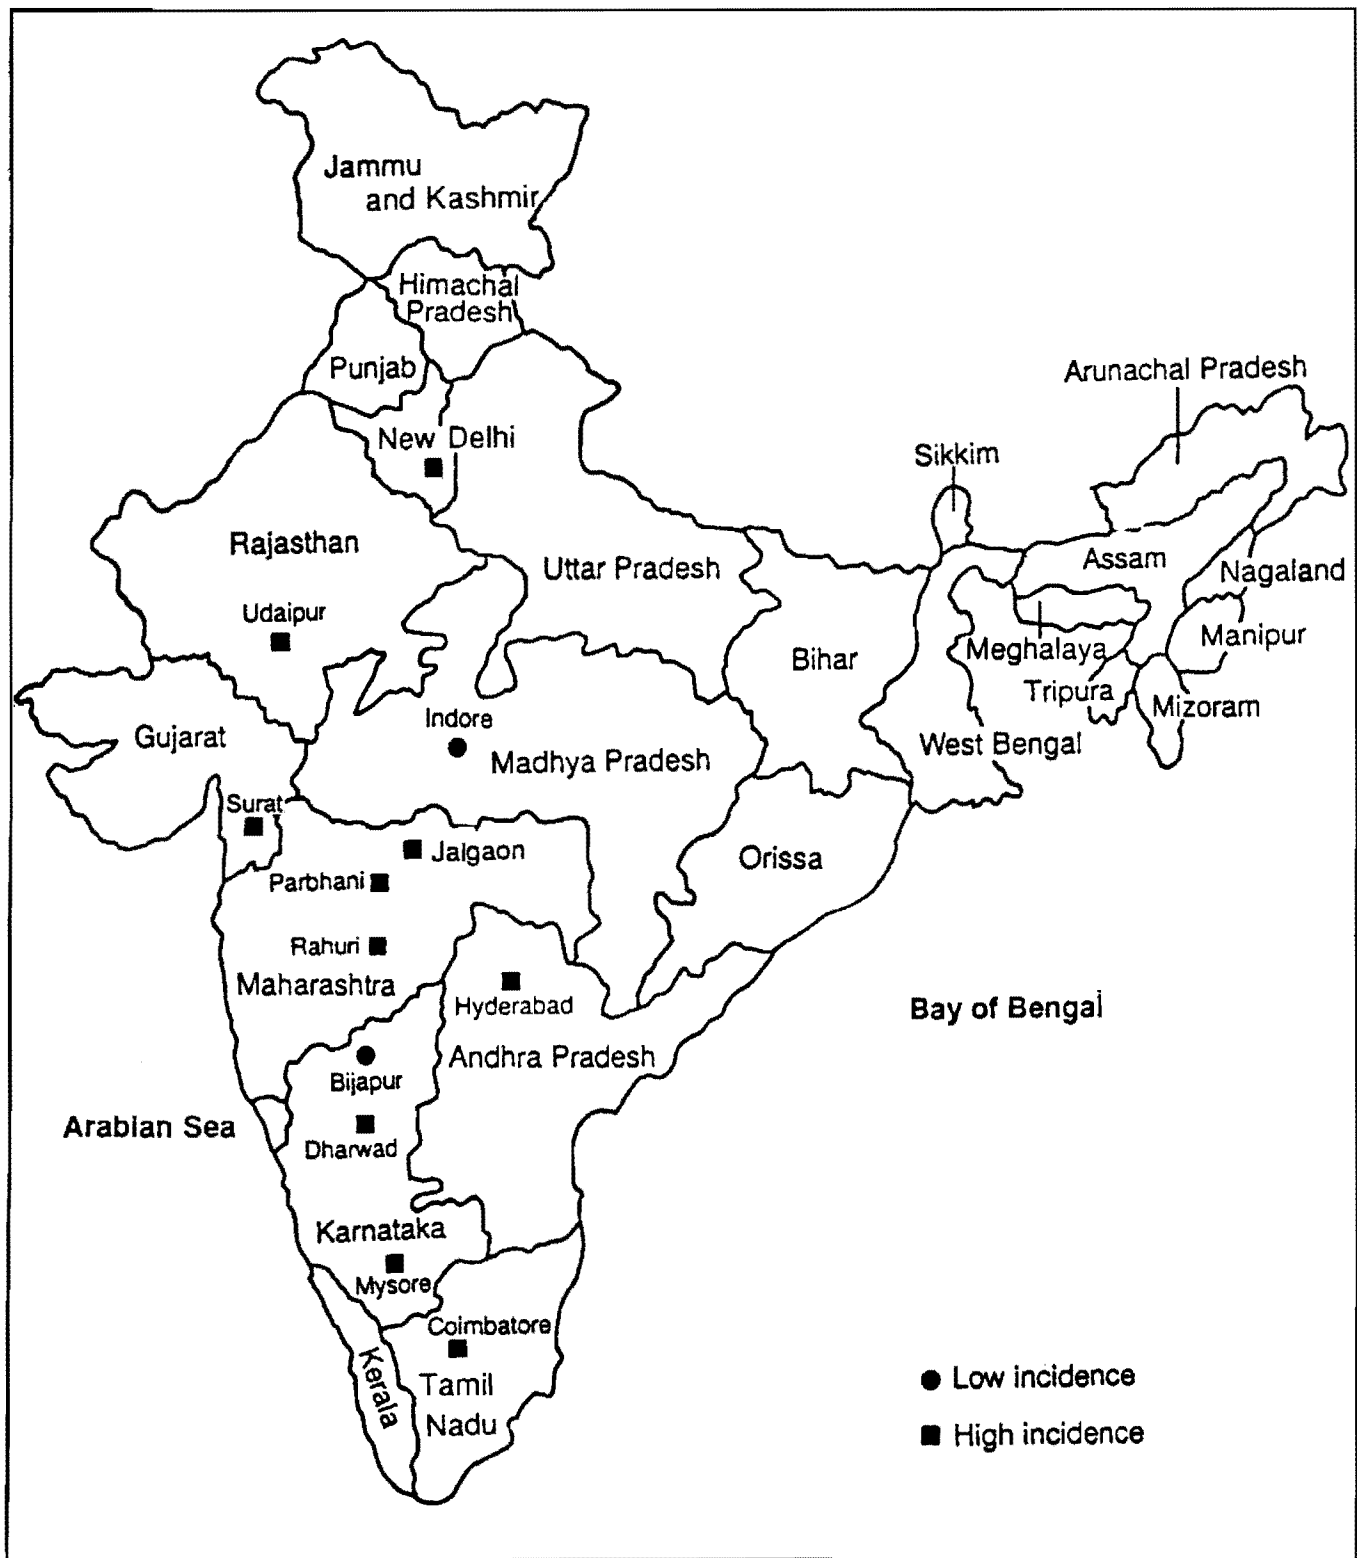 Jammu
and Kashmir
Himachal
Pradesh
Punjab
Arunachal Pradesh
New Delhi
Sikkim
Rajasthan
Uttar Pradesh
Assam
Nagaland
Udaipur
Meghalaya
Manipur
Bihar
Tripura
Mizoram
Indore
Gujarat
West Bengal
Madhya Pradesh
Surat
Jalgaon
Orissa
Parbhani
Rahuri
Maharashtra
Hyderabad
Bay of Bengal
Andhra Pradesh
Bijapur
Arabian Sea
Dharwad
Karnataka
Mysore
Coimbatore
Kerala
Tamil
Nadu
Low incidence
High incidence